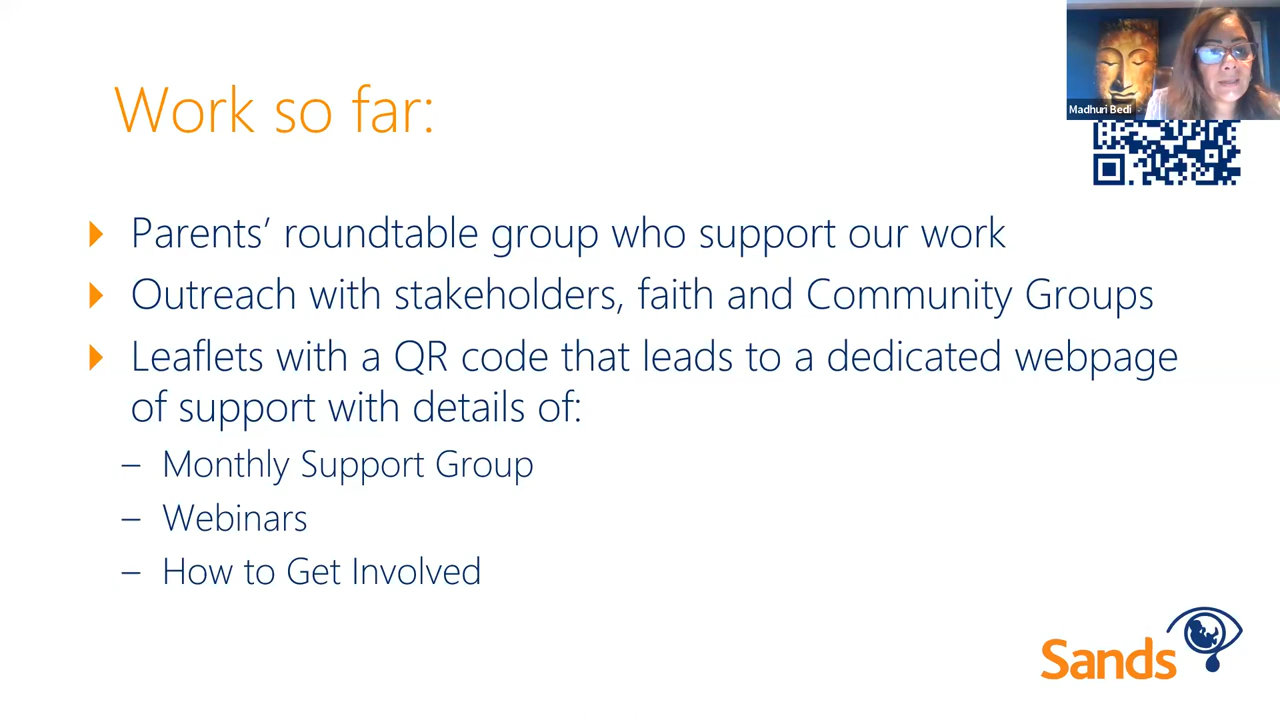 Work so far:
Madhuri Bedi
Parents’ roundtable group who support our work
Outreach with stakeholders, faith and Community Groups
Leaflets with a QR code that leads to a dedicated webpage
of support with details of:
– Monthly Support Group
– Webinars
– How to Get Involved
Sands